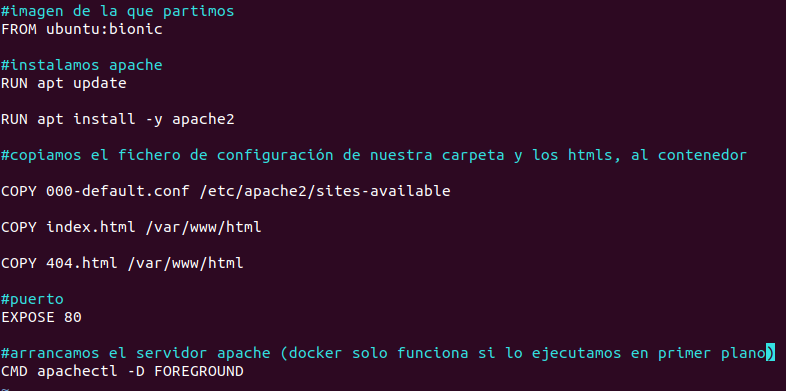 #imagen de la que partimos
FROM ubuntu:bionic
#instalamos apache
RUN apt update
RUN apt install -y apache2
#copiamos el fichero de configuración de nuestra carpeta y los htmls, al contenedor
COPY 000-default.conf /etc/apache2/sites-available
COPY index.html /var/www/html
COPY 404.html /var/www/html
#puerto
EXPOSE 80
#arrancamos el servidor apache (docker solo funciona si lo ejecutamos en primer plano)
CMD apachectl -D FOREGROUND
~